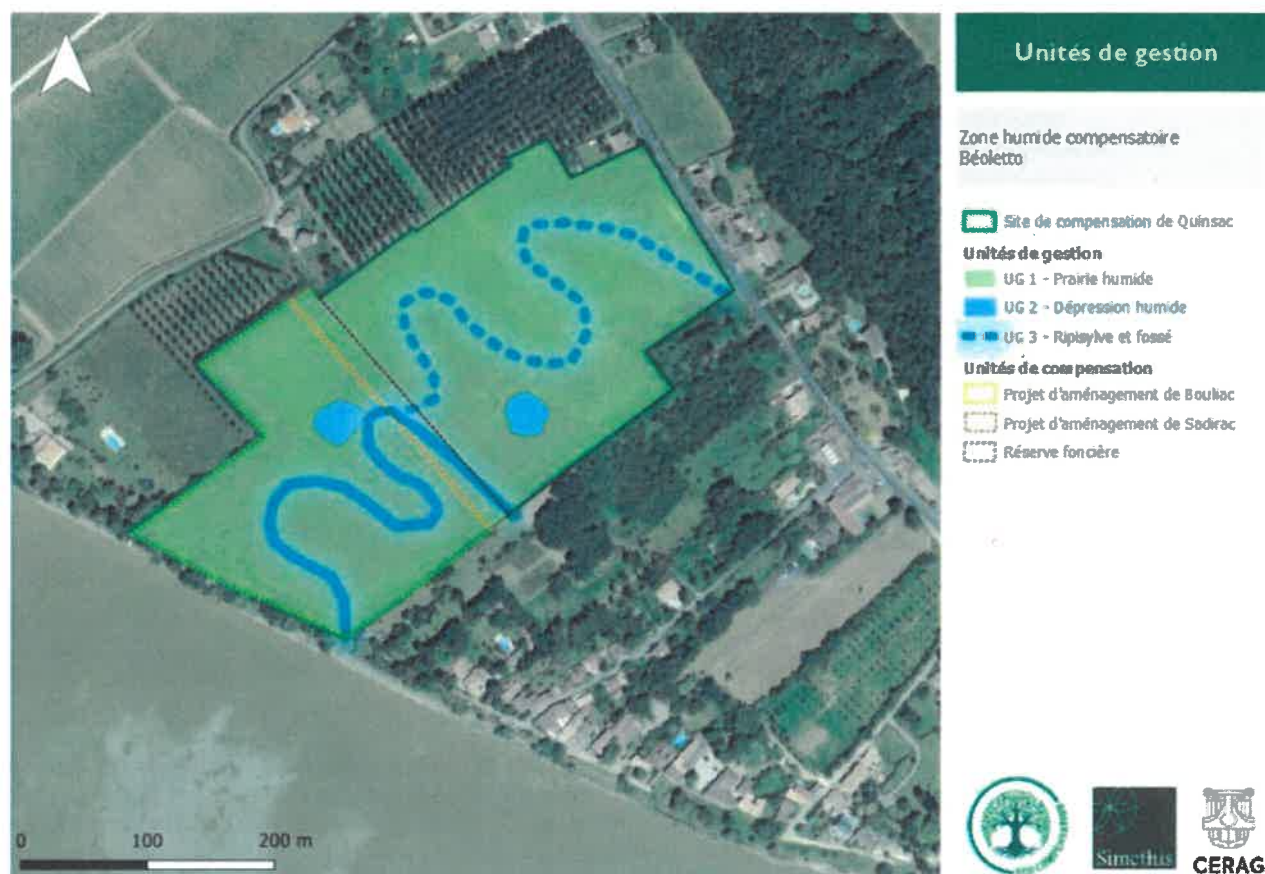 Unités de gestion
Zone humide compensatoire
Béoletto
Site de compensation de Quinsac
Unités de gestion
UG 1 - Prairie humide
UG 2 - Dépression humide
UG 3 - Ripisylve et fossé
Unités de compensation
Projet d'aménagement de Bouliac
Projet d'aménagement de Sadirac
Réserve foncière
0 100 200 m
Simethis
CERAG